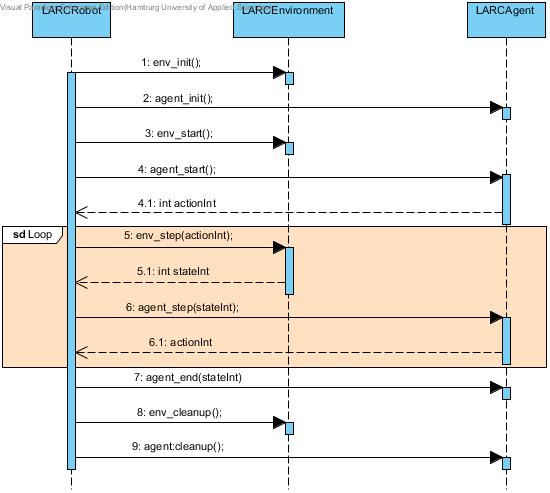 Visual Paradigm Edition(Hamburg University of Applied
LARCRobot
LARCEnvironment
LARCAgent
1: env_init();
2: agent_init();
3: env_start();
4: agent_start();
4.1: int actionInt
sd Loop
5: env_step(actionInt);
5.1: int stateInt
6: agent_step(stateInt);
6.1: actionInt
7: agent_end(stateInt)
8: env_cleanup();
9: agent:cleanup();